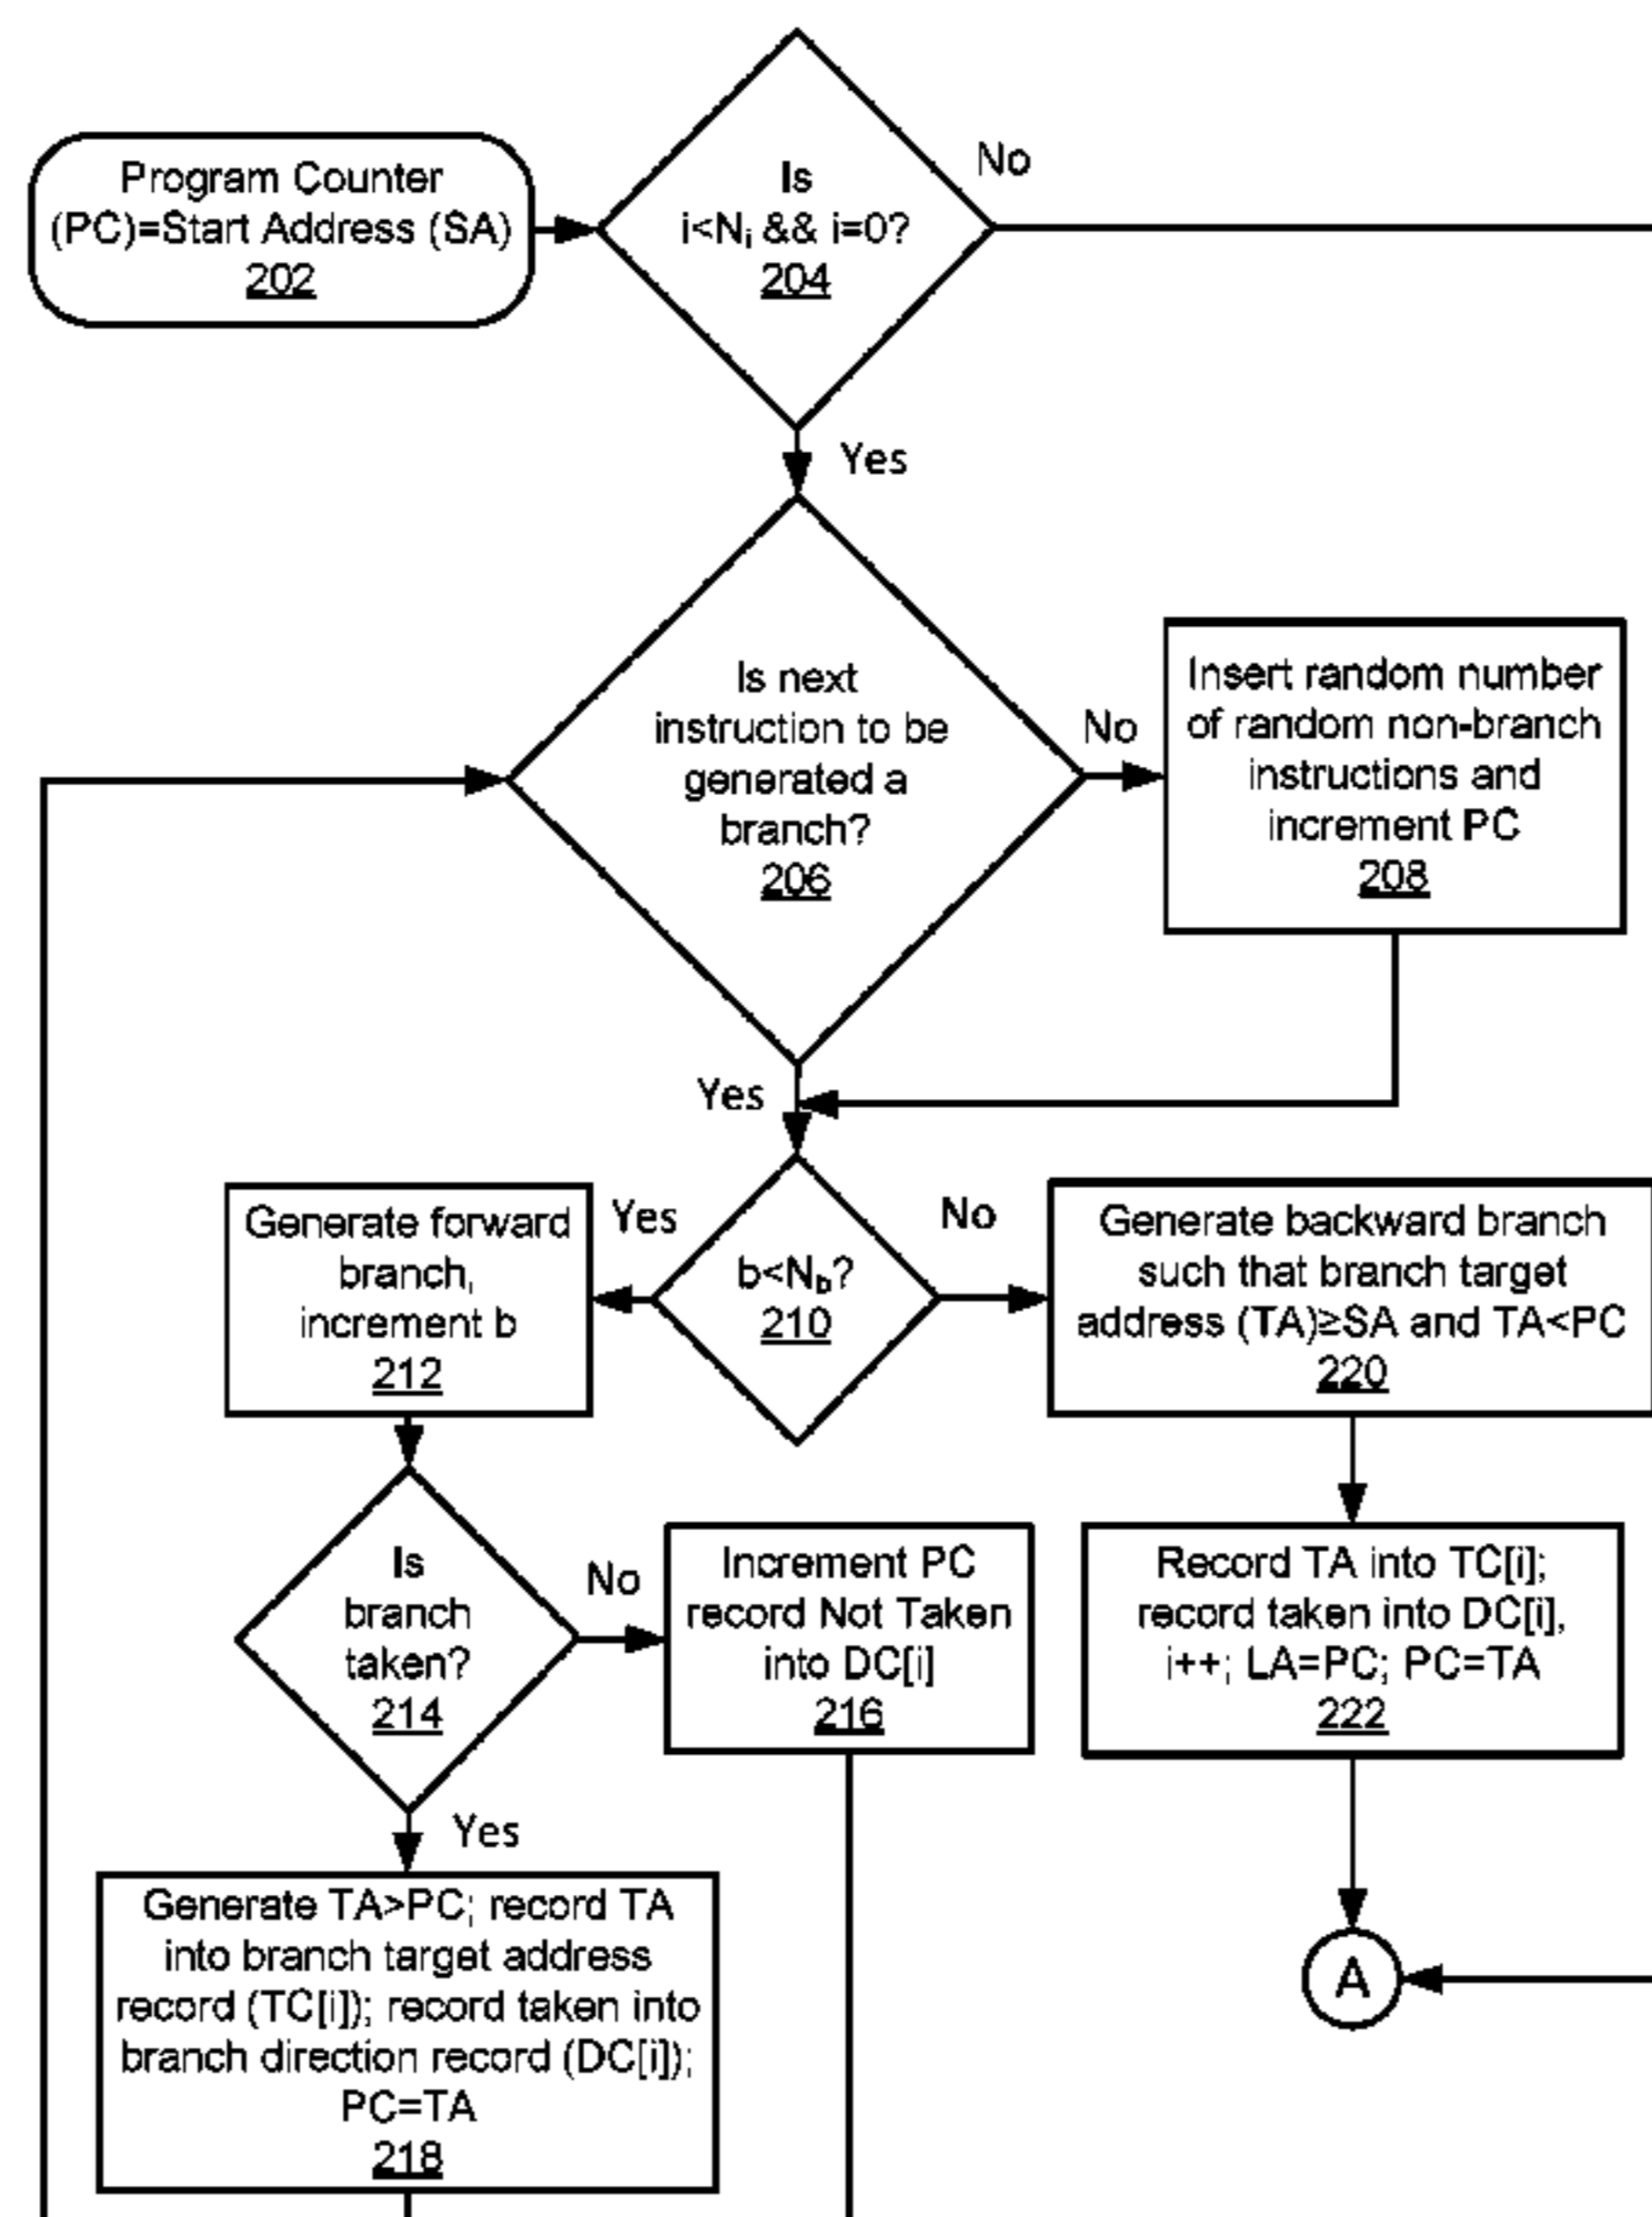 Program Counter
(PC)=Start Address (SA)
202
Is
i<Nᵢ && i=0?
204
No
Yes
Is next
instruction to be
generated a
branch?
206
No
Insert random number
of random non-branch
instructions and
increment PC
208
Yes
b<N_b?
210
Yes
Generate forward
branch,
increment b
212
No
Generate backward branch
such that branch target
address (TA)≥SA and TA<PC
220
Is
branch
taken?
214
No
Increment PC
record Not Taken
into DC[i]
216
Record TA into TC[i];
record taken into DC[i],
i++; LA=PC; PC=TA
222
Yes
Generate TA>PC; record TA
into branch target address
record (TC[i]); record taken into
branch direction record (DC[i]);
PC=TA
218
A